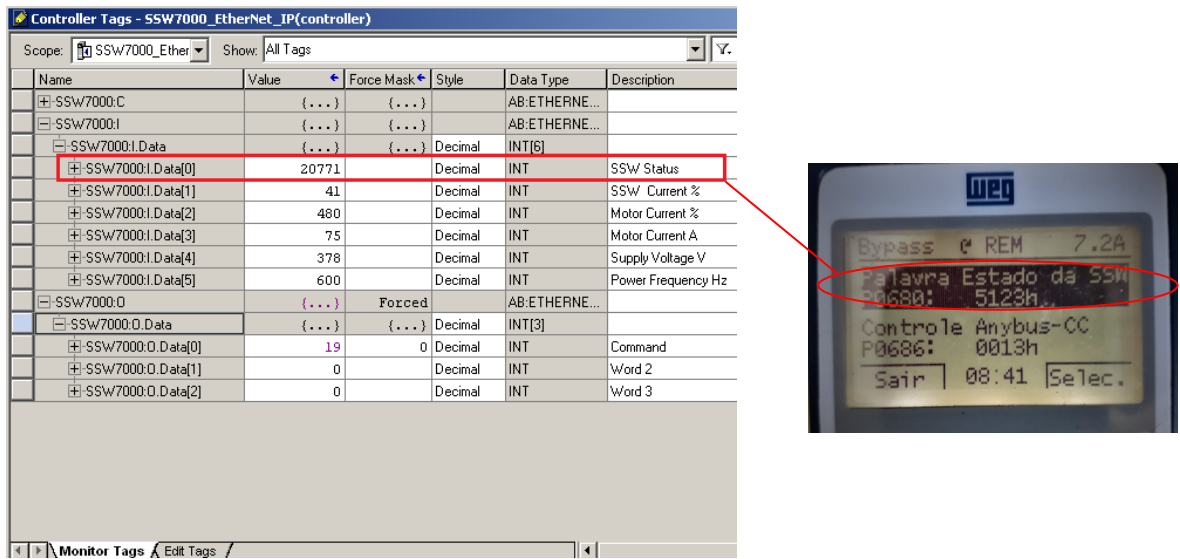 Controller Tags - SSW7000_EtherNet_IP(controller)
Scope: SSW7000_Ether Show: All Tags
Name Value Force Mask Style Data Type Description
SSW7000:C {...} {...} AB:ETHERNE...
SSW7000:I {...} {...} AB:ETHERNE...
SSW7000:I.Data {...} {...} Decimal INT[6]
SSW7000:I.Data[0] 20771 Decimal INT SSW Status
SSW7000:I.Data[1] 41 Decimal INT SSW Current %
SSW7000:I.Data[2] 480 Decimal INT Motor Current %
SSW7000:I.Data[3] 75 Decimal INT Motor Current A
SSW7000:I.Data[4] 378 Decimal INT Supply Voltage V
SSW7000:I.Data[5] 600 Decimal INT Power Frequency Hz
SSW7000:O {...} Forced AB:ETHERNE...
SSW7000:O.Data {...} {...} Decimal INT[3]
SSW7000:O.Data[0] 19 0 Decimal INT Command
SSW7000:O.Data[1] 0 Decimal INT Word 2
SSW7000:O.Data[2] 0 Decimal INT Word 3
Monitor Tags Edit Tags
WEG
Bypass REM 7.2A
Palavra Estado da SSW
P0680: 5123h
Controle Anybus-CC
P0686: 0013h
Sair 08:41 Selec.